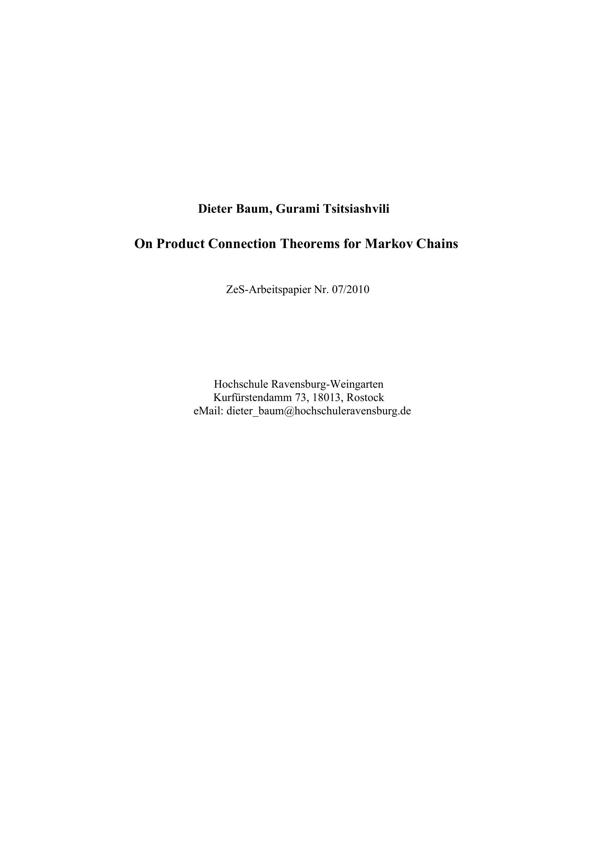 Dieter Baum, Gurami Tsitsiashvili
On Product Connection Theorems for Markov Chains
ZeS-Arbeitspapier Nr. 07/2010
Hochschule Ravensburg-Weingarten
Kurfürstendamm 73, 18013, Rostock
eMail: dieter_baum@hochschuleravensburg.de